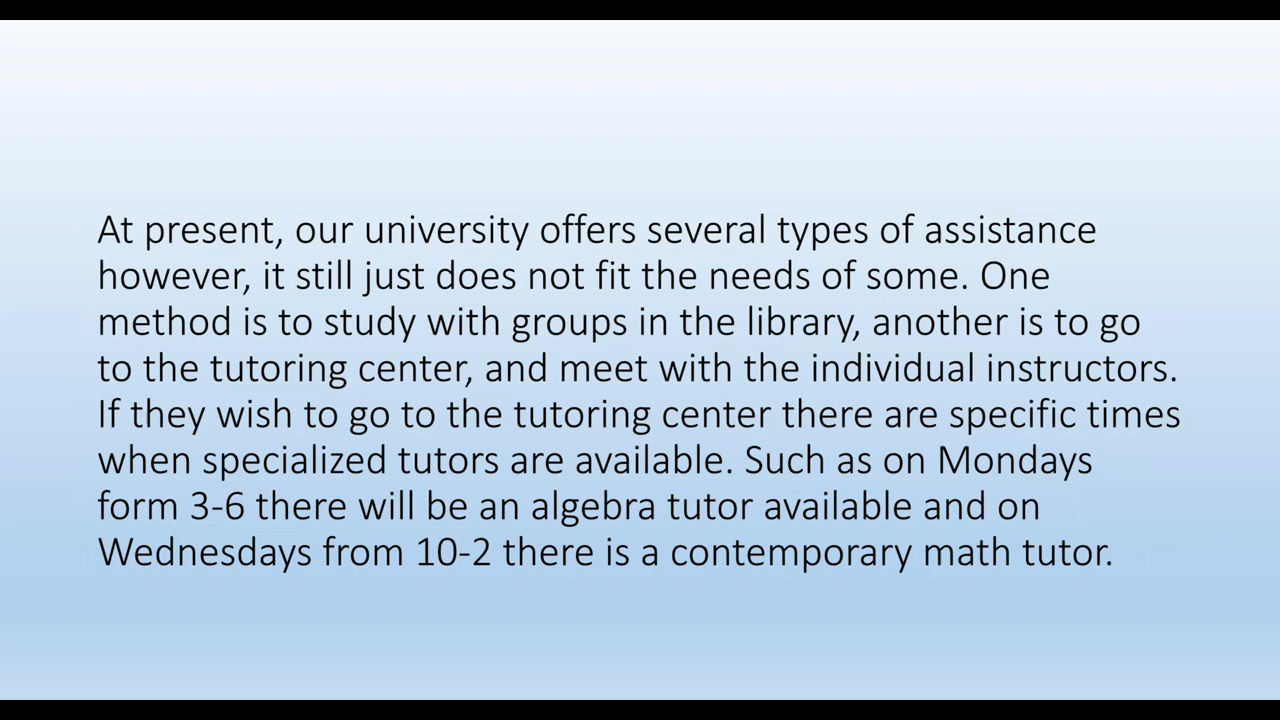 At present, our university offers several types of assistance
however, it still just does not fit the needs of some. One
method is to study with groups in the library, another is to go
to the tutoring center, and meet with the individual instructors.
If they wish to go to the tutoring center there are specific times
when specialized tutors are available. Such as on Mondays
form 3-6 there will be an algebra tutor available and on
Wednesdays from 10-2 there is a contemporary math tutor.